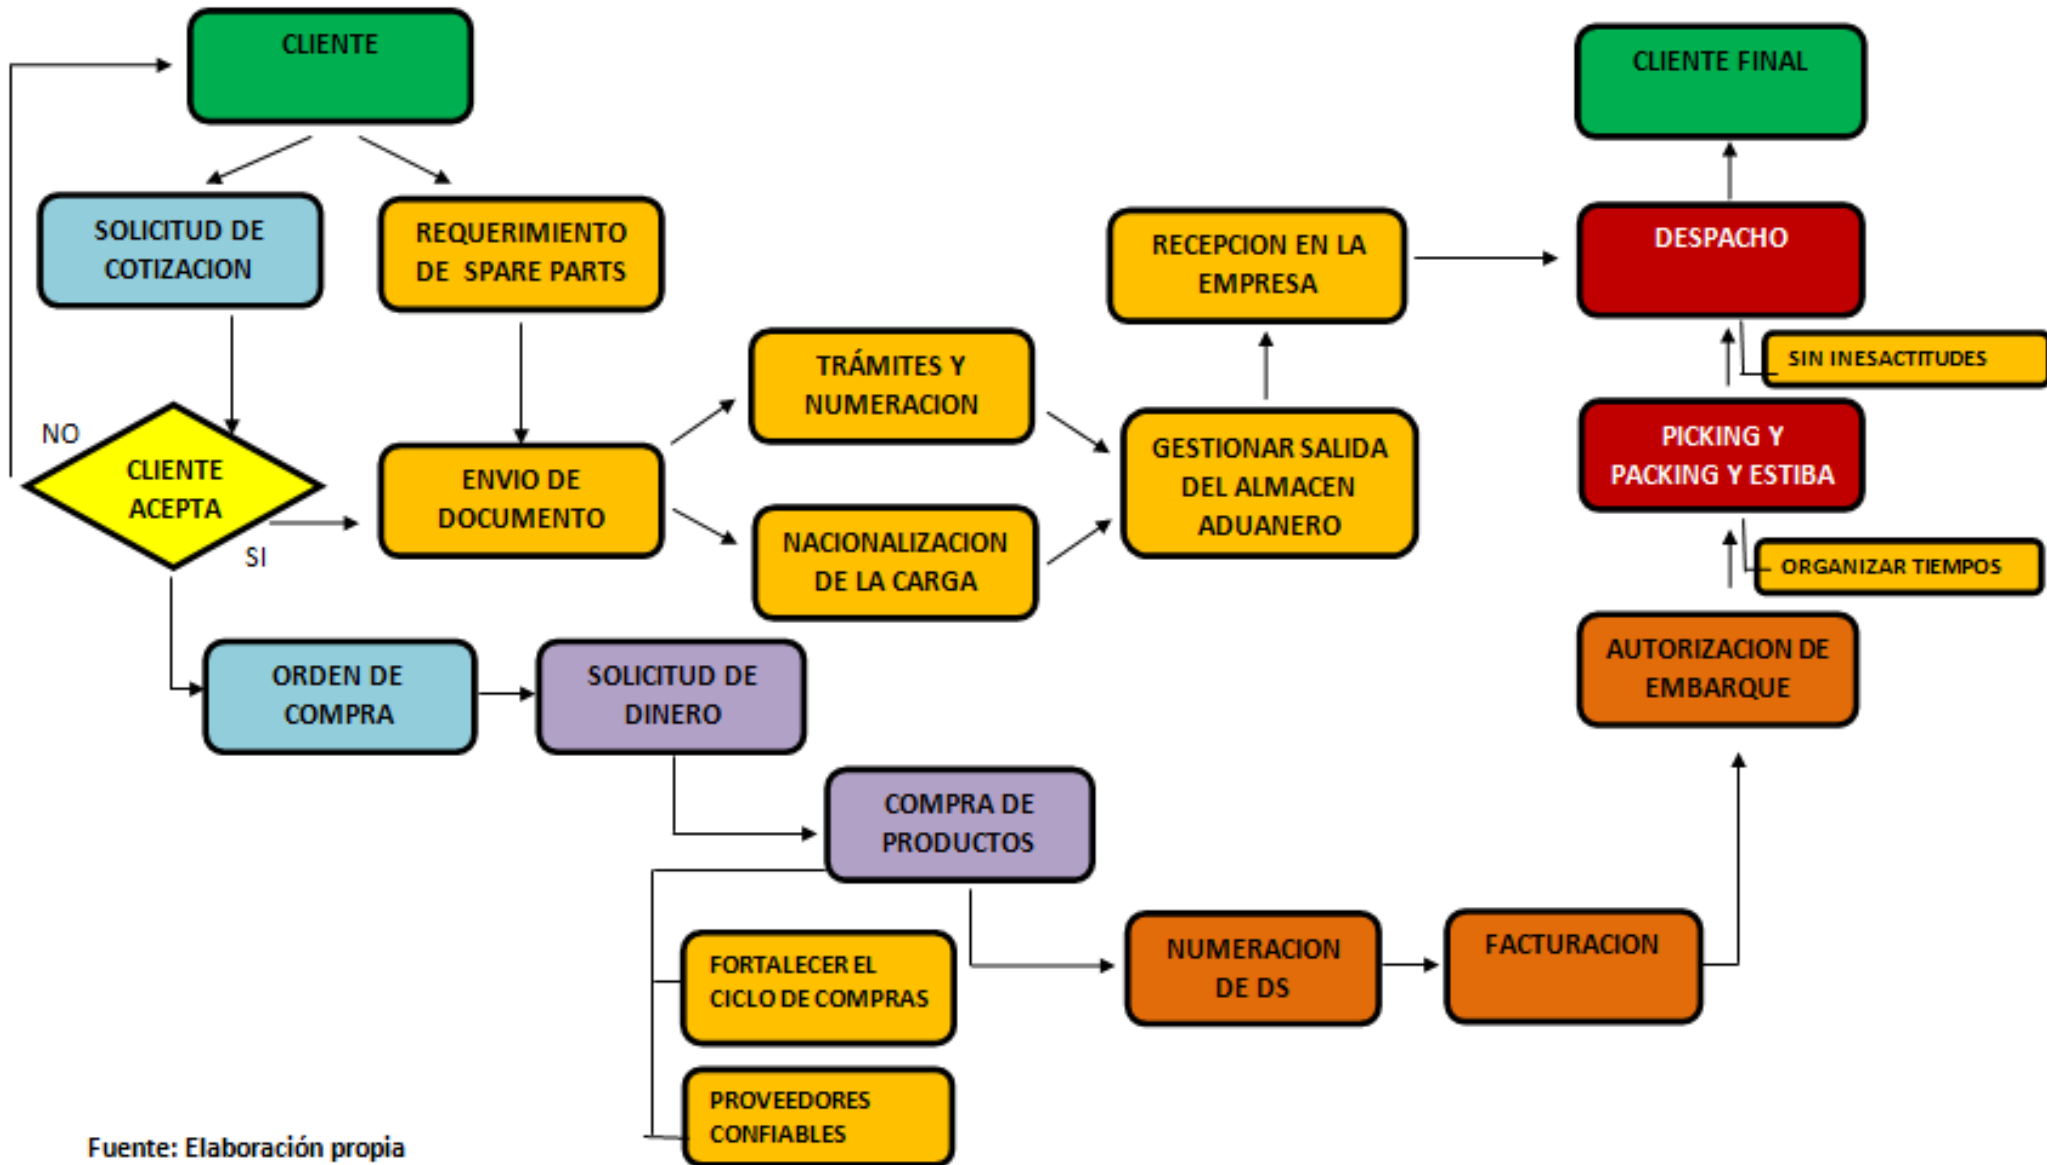 CLIENTE
CLIENTE FINAL
SOLICITUD DE
COTIZACION
REQUERIMIENTO
DE SPARE PARTS
RECEPCION EN LA
EMPRESA
DESPACHO
SIN INESACTITUDES
TRÁMITES Y
NUMERACION
NO
CLIENTE
ACEPTA
SI
ENVIO DE
DOCUMENTO
NACIONALIZACION
DE LA CARGA
GESTIONAR SALIDA
DEL ALMACEN
ADUANERO
PICKING Y
PACKING Y ESTIBA
ORGANIZAR TIEMPOS
ORDEN DE
COMPRA
SOLICITUD DE
DINERO
AUTORIZACION DE
EMBARQUE
COMPRA DE
PRODUCTOS
NUMERACION
DE DS
FACTURACION
FORTALECER EL
CICLO DE COMPRAS
PROVEEDORES
CONFIABLES
Fuente: Elaboración propia